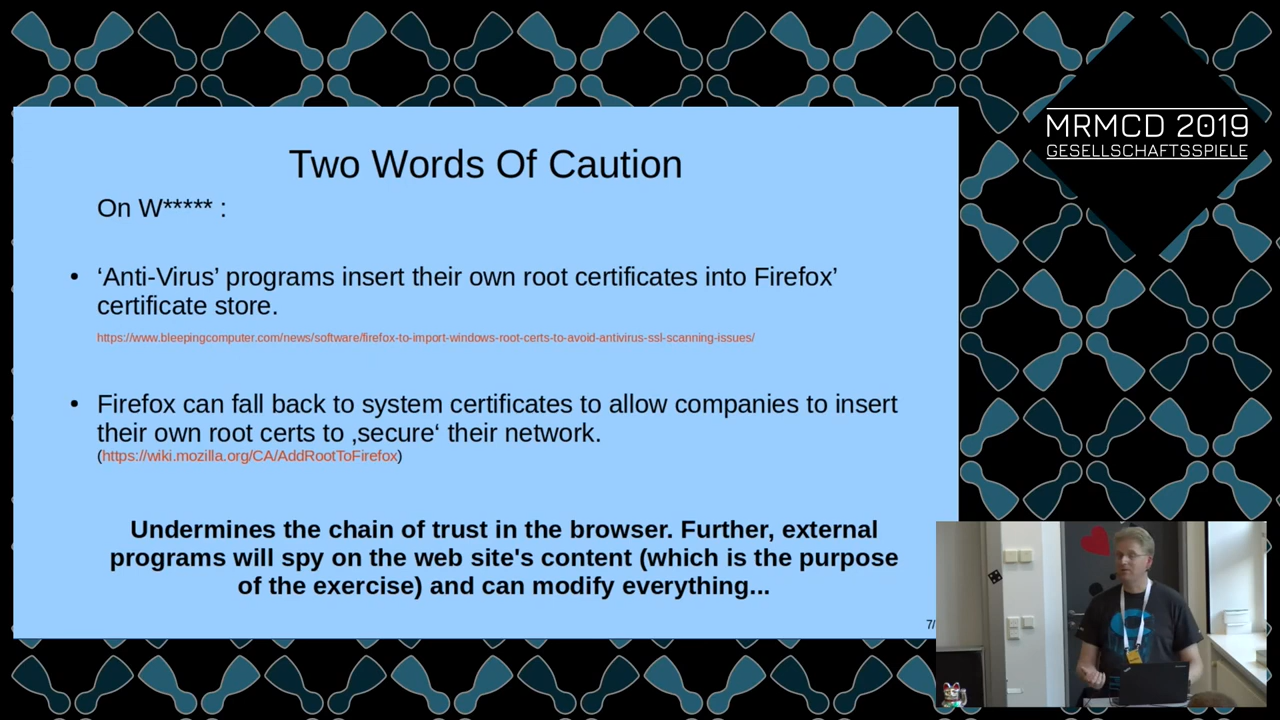 MRMCD 2019
GESELLSCHAFTSSPIELE
Two Words Of Caution
On W***** :
• ‘Anti-Virus’ programs insert their own root certificates into Firefox’
certificate store.
https://www.bleepingcomputer.com/news/software/firefox-to-import-windows-root-certs-to-avoid-antivirus-ssl-scanning-issues/
• Firefox can fall back to system certificates to allow companies to insert
their own root certs to ‚secure‘ their network.
(https://wiki.mozilla.org/CA/AddRootToFirefox)
Undermines the chain of trust in the browser. Further, external
programs will spy on the web site's content (which is the purpose
of the exercise) and can modify everything...
7/